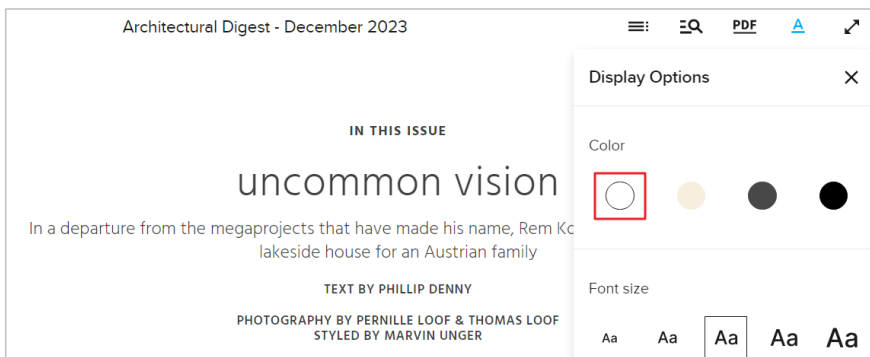 Architectural Digest - December 2023
PDF
A
Display Options
IN THIS ISSUE
Color
uncommon vision
In a departure from the megaprojects that have made his name, Rem
lakeside house for an Austrian family
TEXT BY PHILLIP DENNY
Font size
PHOTOGRAPHY BY PERNILLE LOOF & THOMAS LOOF
STYLED BY MARVIN UNGER
Aa Aa Aa Aa Aa